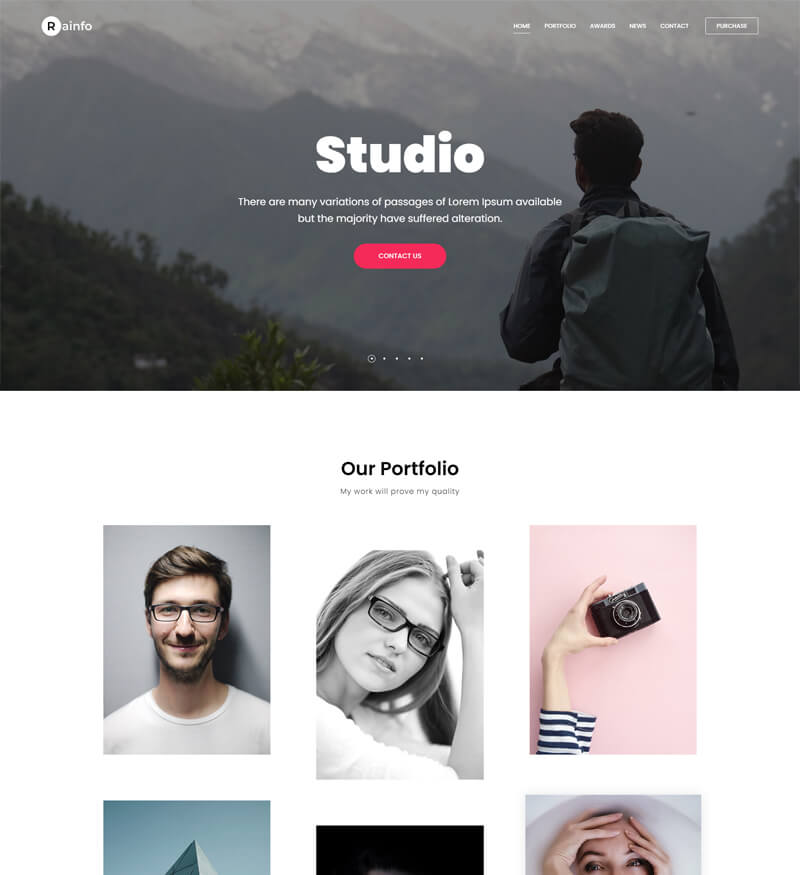 Rainfo
HOME PORTFOLIO AWARDS NEWS CONTACT PURCHASE
Studio
There are many variations of passages of Lorem Ipsum available
but the majority have suffered alteration.
CONTACT US
Our Portfolio
My work will prove my quality